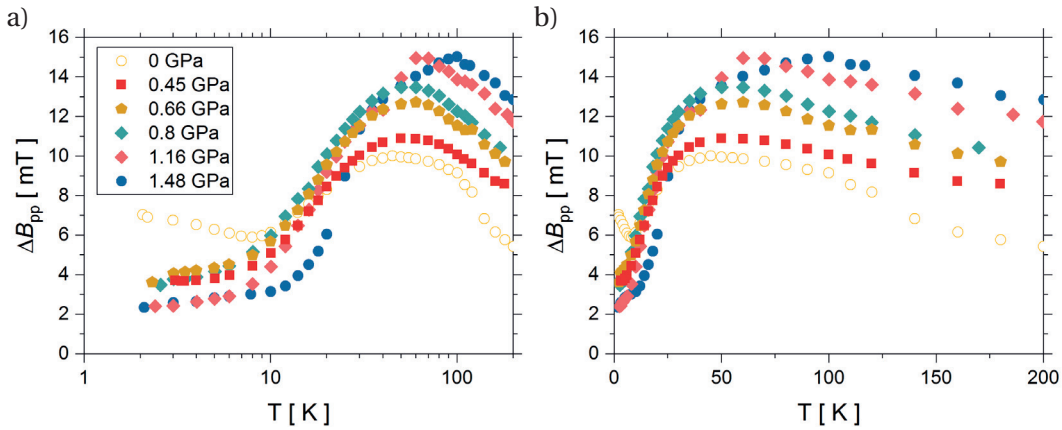 a)
16
14
12
10
8
6
4
2
0
ΔBpp [ mT ]
0 GPa
0.45 GPa
0.66 GPa
0.8 GPa
1.16 GPa
1.48 GPa
1 10 100
T [ K ]
b)
16
14
12
10
8
6
4
2
0
ΔBpp [ mT ]
0 50 100 150 200
T [ K ]